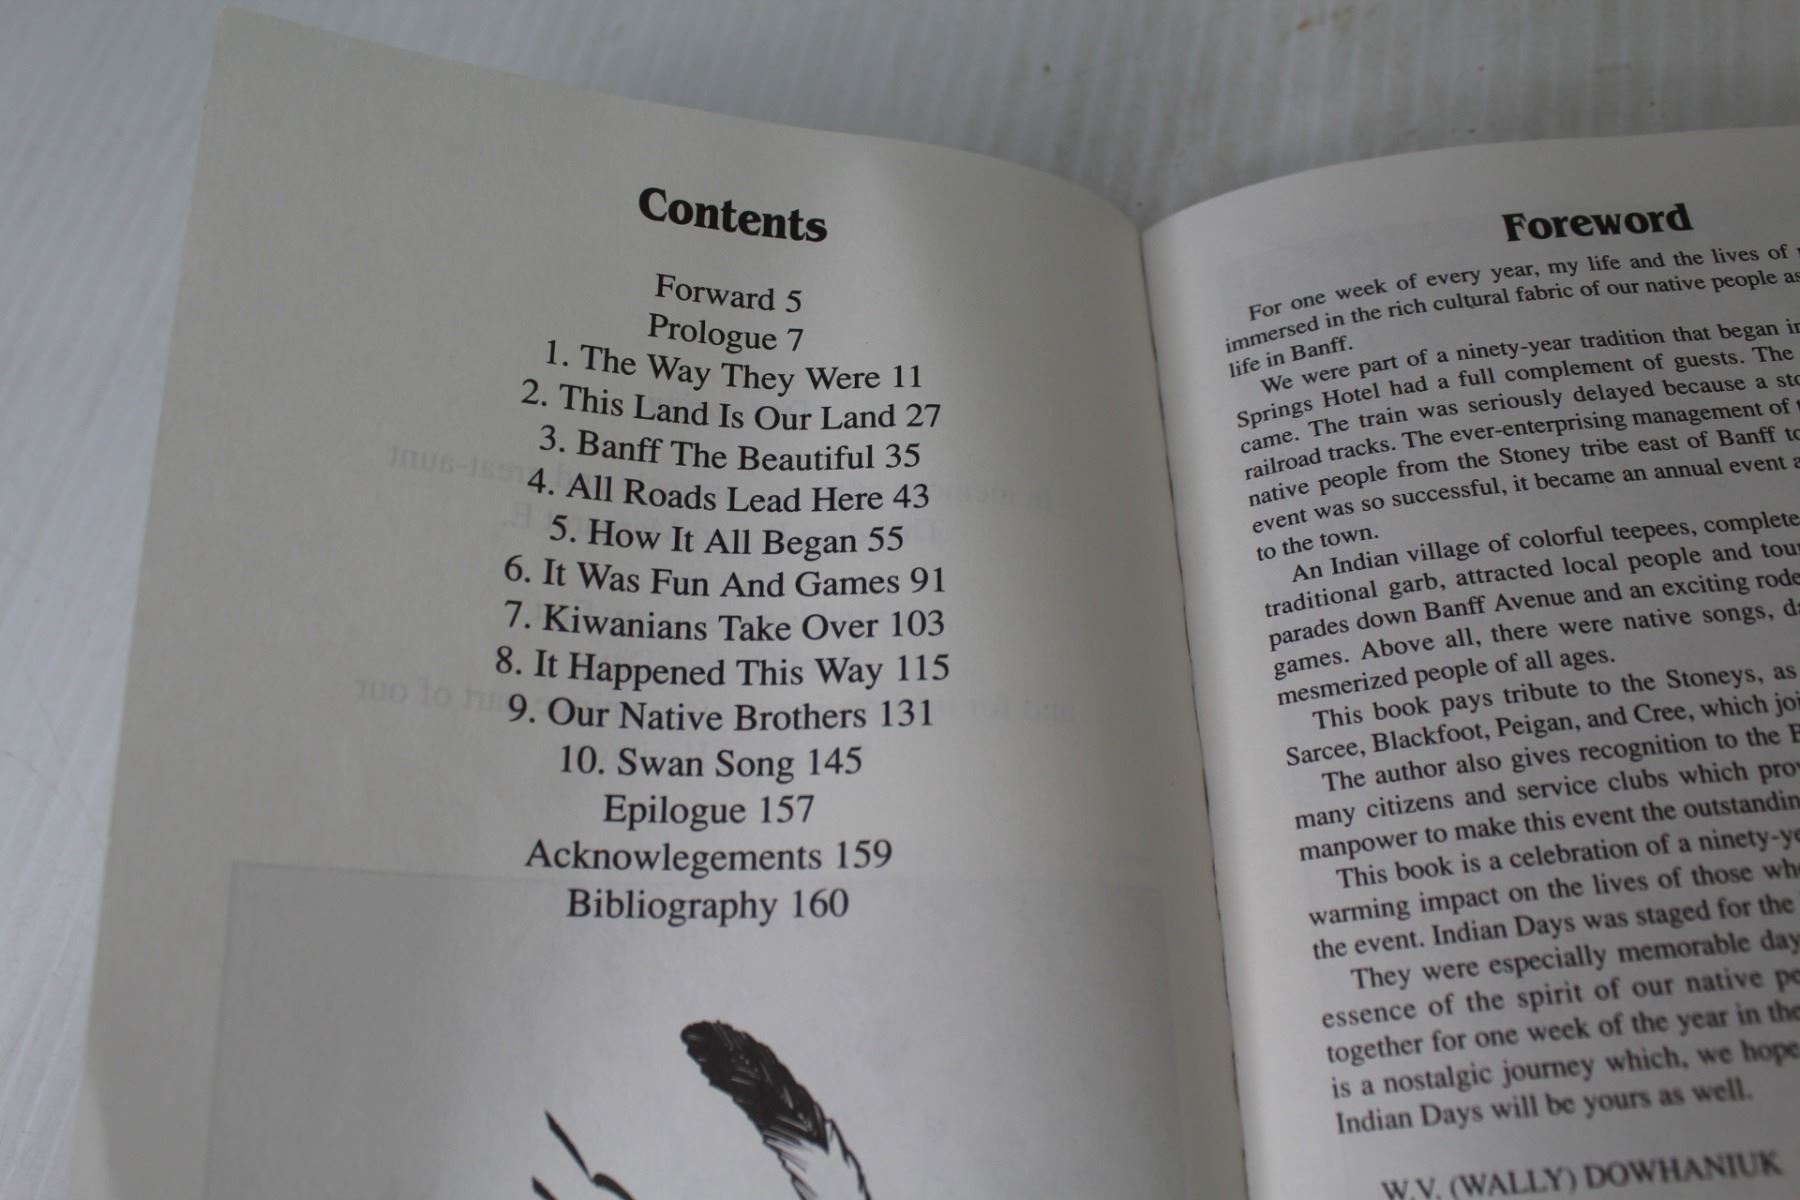 Contents
Forward 5
Prologue 7
1. The Way They Were 11
2. This Land Is Our Land 27
3. Banff The Beautiful 35
4. All Roads Lead Here 43
5. How It All Began 55
6. It Was Fun And Games 91
7. Kiwanians Take Over 103
8. It Happened This Way 115
9. Our Native Brothers 131
10. Swan Song 145
Epilogue 157
Acknowlegements 159
Bibliography 160
Foreword
For one week of every year, my life and the lives of
immersed in the rich cultural fabric of our native people as
life in Banff.
We were part of a ninety-year tradition that began in
Springs Hotel had a full complement of guests. The
came. The train was seriously delayed because a
railroad tracks. The ever-enterprising management of
native people from the Stoney tribe east of Banff to
event was so successful, it became an annual event
to the town.
An Indian village of colorful teepees, complete
traditional garb, attracted local people and
parades down Banff Avenue and an exciting
games. Above all, there were native songs,
mesmerized people of all ages.
This book pays tribute to the Stoneys, as
Sarcee, Blackfoot, Peigan, and Cree, which
The author also gives recognition to the
many citizens and service clubs which
manpower to make this event the
This book is a celebration of a
warming impact on the lives of those
the event. Indian Days was staged for the
They were especially memorable
essence of the spirit of our native
together for one week of the year in the
is a nostalgic journey which, we hope
Indian Days will be yours as well.
W.V. (WALLY) DOWHANIUK